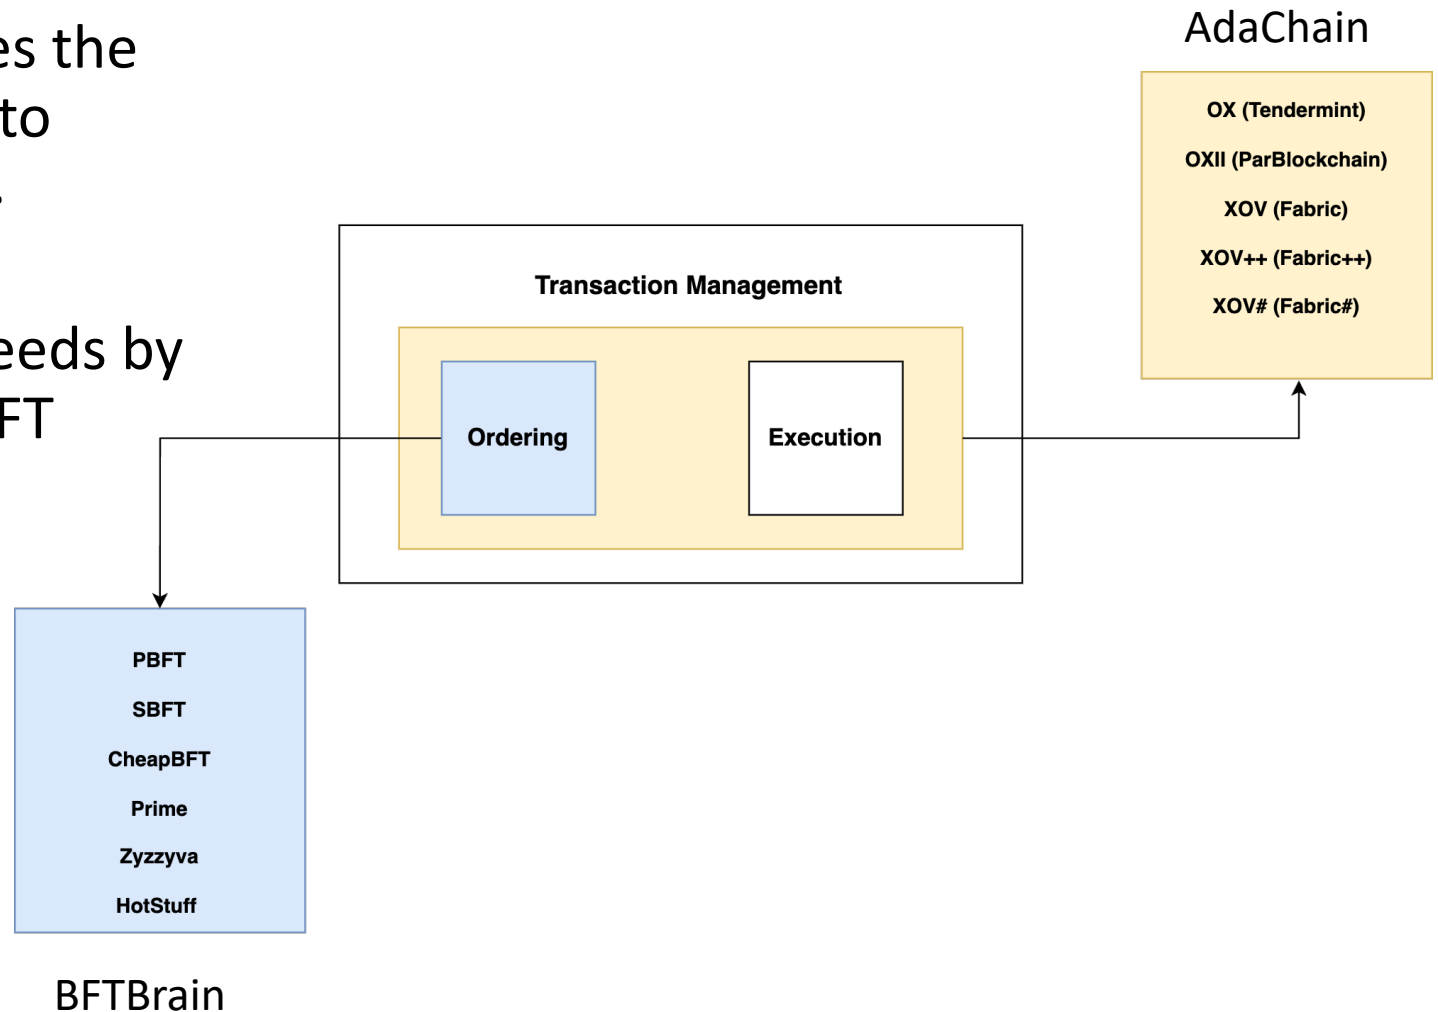 es the
to
.
eeds by
FT
AdaChain
OX (Tendermint)
OXII (ParBlockchain)
XOV (Fabric)
XOV++ (Fabric++)
XOV# (Fabric#)
Transaction Management
Ordering
Execution
PBFT
SBFT
CheapBFT
Prime
Zyzzyva
HotStuff
BFTBrain